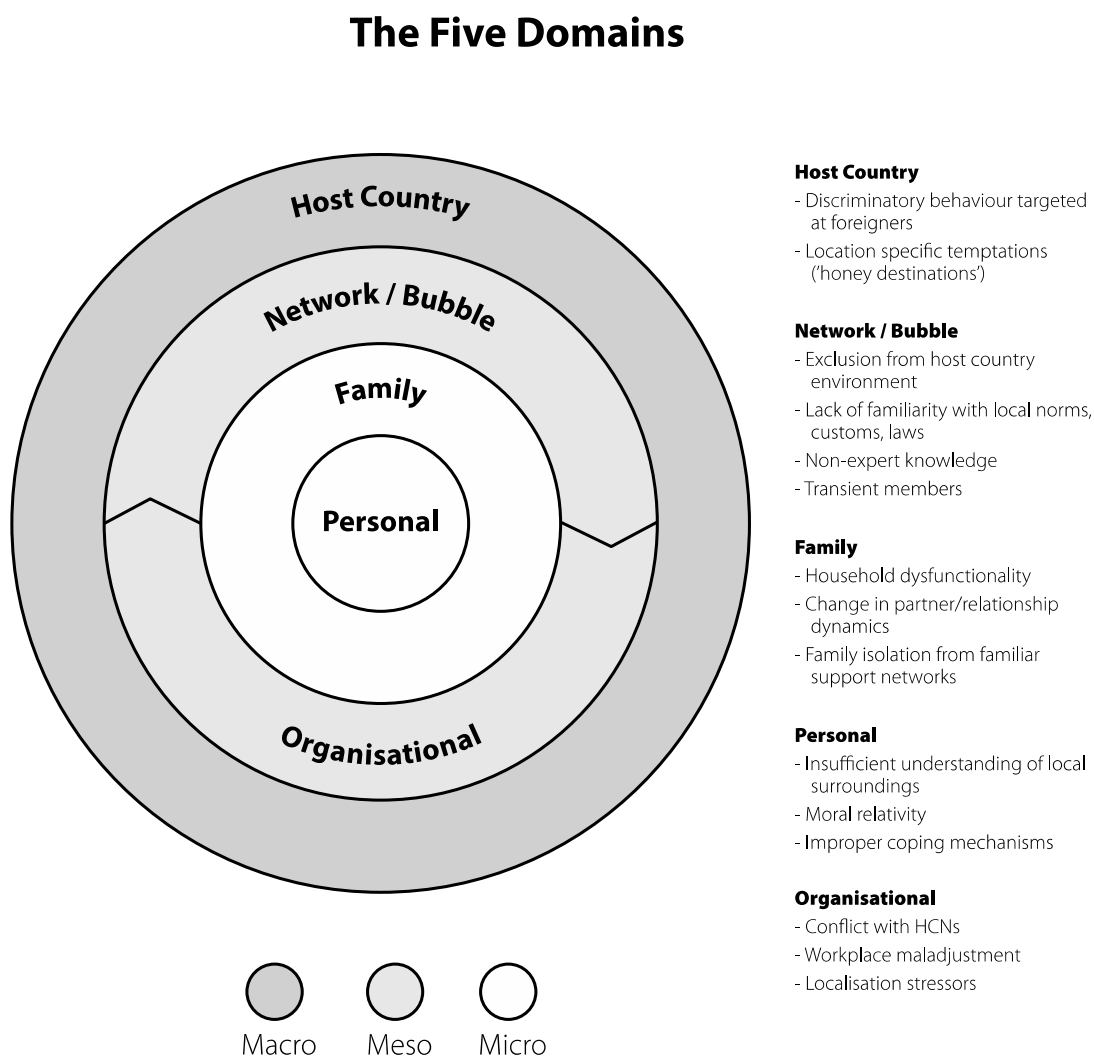 The Five Domains
Host Country
Network / Bubble
Family
Personal
Organisational
Host Country
- Discriminatory behaviour targeted
at foreigners
- Location specific temptations
('honey destinations')
Network / Bubble
- Exclusion from host country
environment
- Lack of familiarity with local norms,
customs, laws
- Non-expert knowledge
- Transient members
Family
- Household dysfunctionality
- Change in partner/relationship
dynamics
- Family isolation from familiar
support networks
Personal
- Insufficient understanding of local
surroundings
- Moral relativity
- Improper coping mechanisms
Organisational
- Conflict with HCNs
- Workplace maladjustment
- Localisation stressors
Macro
Meso
Micro